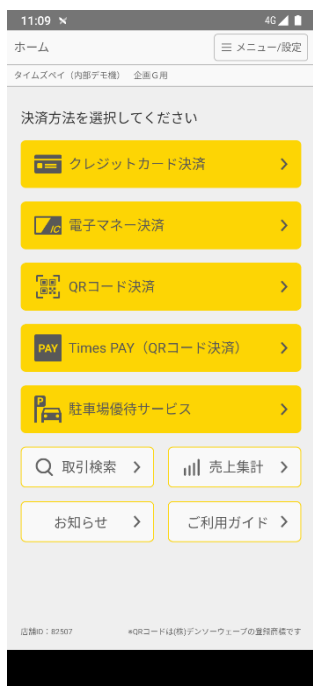 11:09 4G
ホーム
メニュー/設定
タイムズペイ（内部デモ機） 企画G用
決済方法を選択してください
クレジットカード決済
IC 電子マネー決済
QRコード決済
PAY Times PAY（QRコード決済）
P 駐車場優待サービス
取引検索 売上集計
お知らせ ご利用ガイド
店舗ID：82507 *QRコードは(株)デンソーウェーブの登録商標です